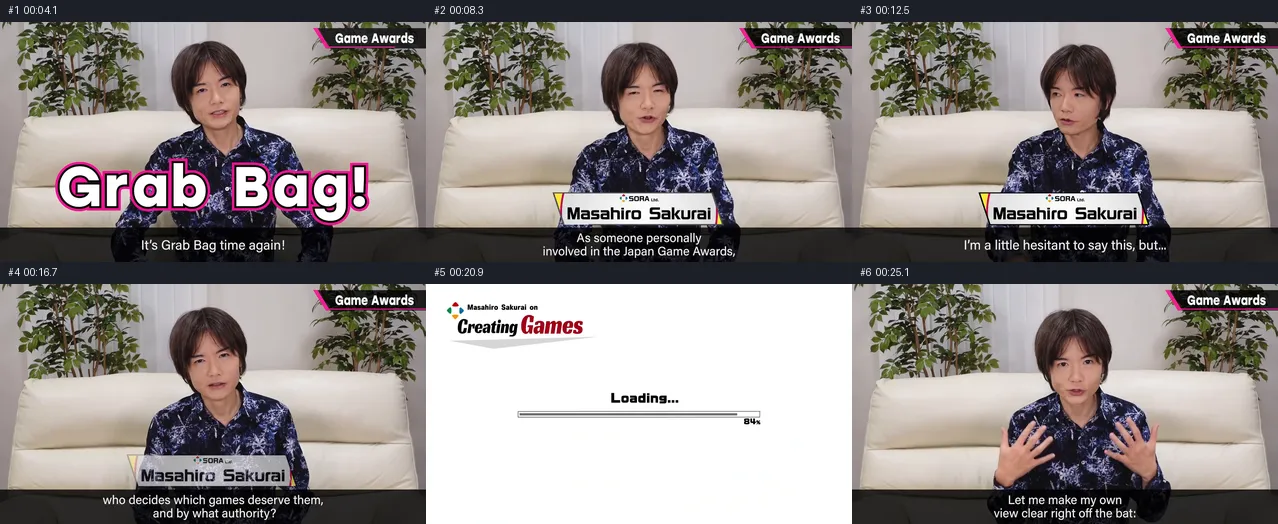 #1 00:04.1
Game Awards
Grab Bag!
It's Grab Bag time again!
#2 00:08.3
Game Awards
SORA Ltd.
Masahiro Sakurai
As someone personally
involved in the Japan Game Awards,
#3 00:12.5
Game Awards
SORA Ltd.
Masahiro Sakurai
I'm a little hesitant to say this, but...
#4 00:16.7
Game Awards
SORA Ltd.
Masahiro Sakurai
who decides which games deserve them,
and by what authority?
#5 00:20.9
Masahiro Sakurai on
Creating Games
Loading...
84%
#6 00:25.1
Game Awards
Let me make my own
view clear right off the bat: